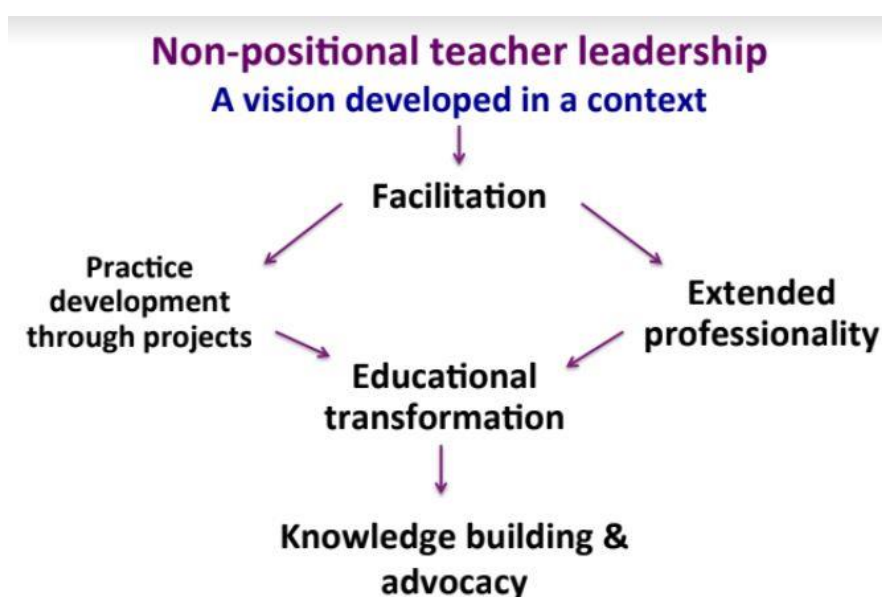 Non-positional teacher leadership
A vision developed in a context
Facilitation
Practice
development
through projects
Extended
professionality
Educational
transformation
Knowledge building &
advocacy